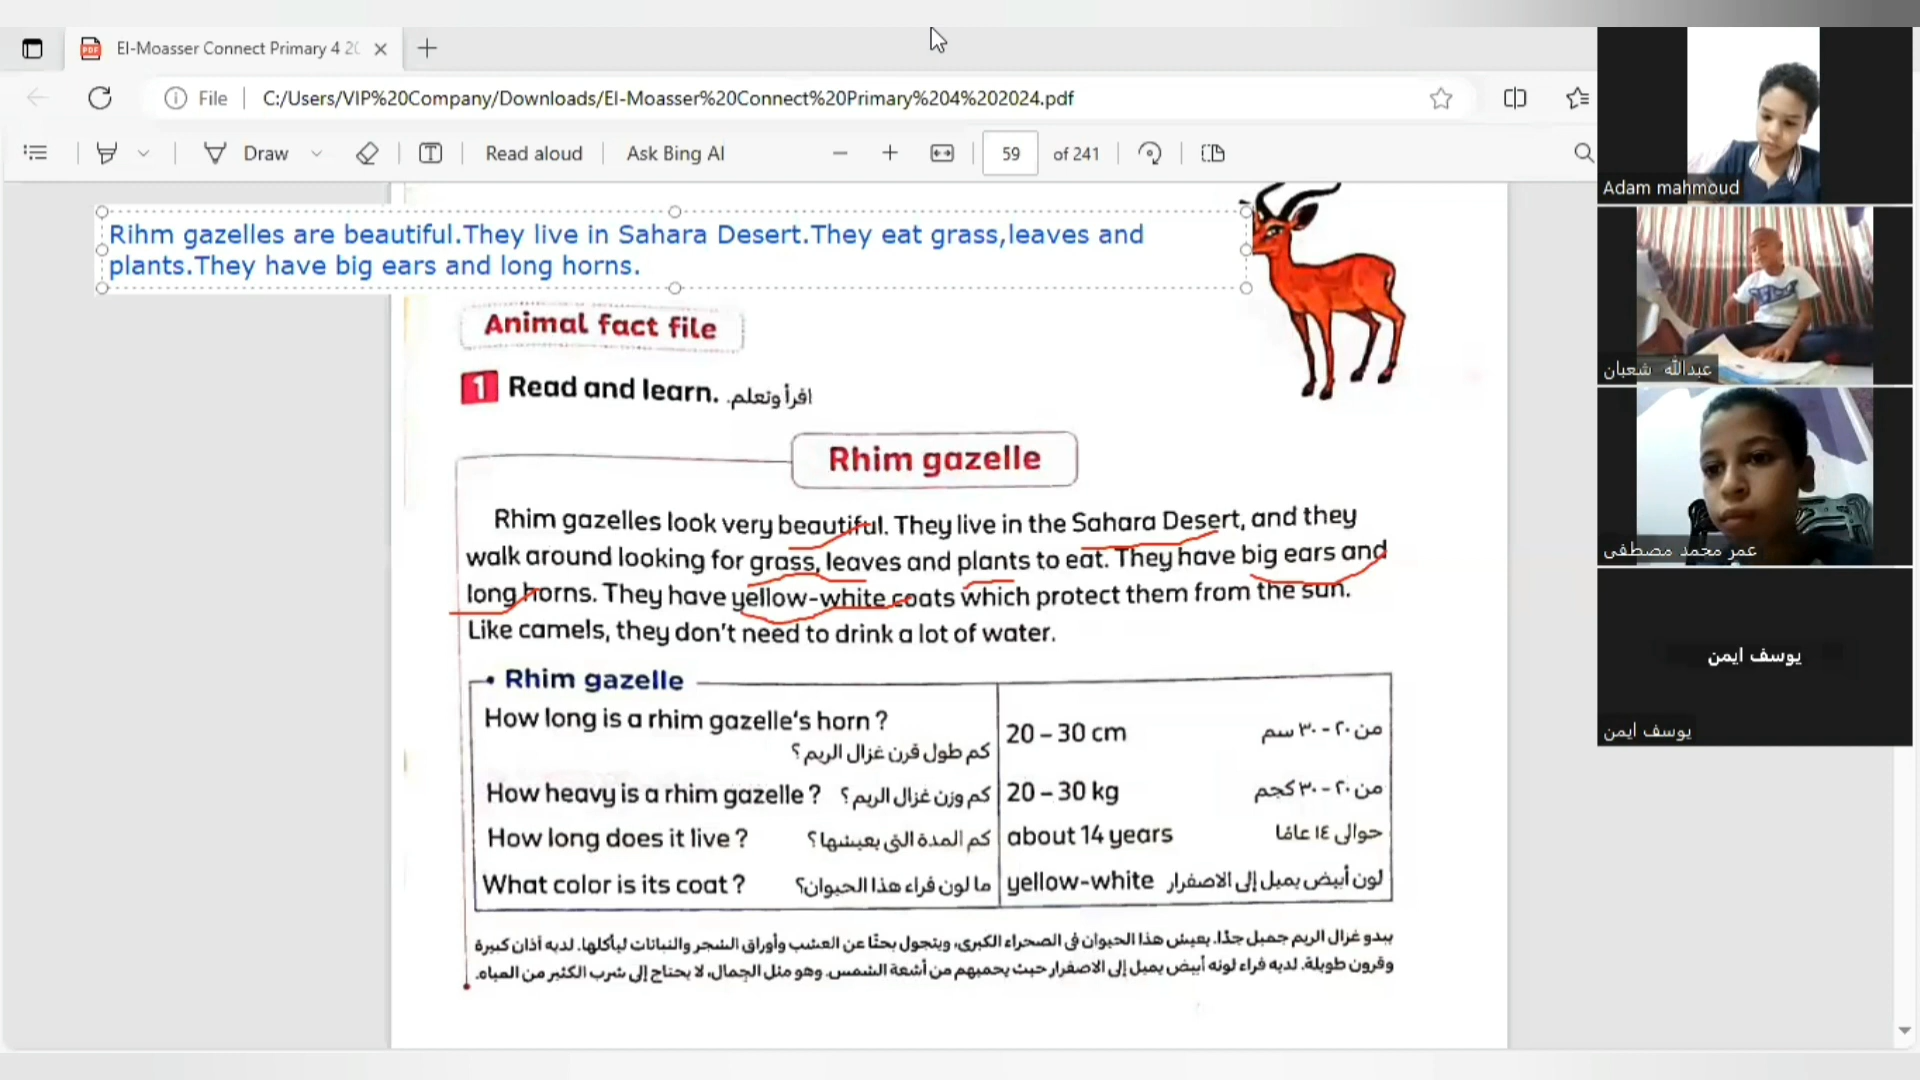 El-Moasser Connect Primary 4 20
File
C:/Users/VIP%20Company/Downloads/El-Moasser%20Connect%20Primary%204%202024.pdf
Draw
Read aloud
Ask Bing AI
59
of 241
Rihm gazelles are beautiful.They live in Sahara Desert.They eat grass,leaves and
plants.They have big ears and long horns.
Animal fact file
1 Read and learn. اقرأ وتعلم.
Rhim gazelle
Rhim gazelles look very beautiful. They live in the Sahara Desert, and they
walk around looking for grass, leaves and plants to eat. They have big ears and
long horns. They have yellow-white coats which protect them from the sun.
Like camels, they don't need to drink a lot of water.
• Rhim gazelle
How long is a rhim gazelle's horn ?
كم طول قرن غزال الريم ؟
20 – 30 cm من ٢٠ - ٣٠ سم
How heavy is a rhim gazelle ? كم وزن غزال الريم ؟ 20 – 30 kg من ٢٠ - ٣٠ كجم
How long does it live ? كم المدة التى يعيشها ؟ about 14 years حوالى ١٤ عامًا
What color is its coat ? ما لون فراء هذا الحيوان؟ yellow-white لون أبيض يميل إلى الاصفرار
يبدو غزال الريم جميل جدًا. يعيش هذا الحيوان فى الصحراء الكبرى، ويتجول بحثًا عن العشب وأوراق الشجر والنباتات ليأكلها. لديه آذان كبيرة
وقرون طويلة. لديه فراء لونه أبيض يميل إلى الاصفرار حيث يحميهم من أشعة الشمس. وهو مثل الجِمال، لا يحتاج إلى شرب الكثير من المياه.
Adam mahmoud
عبدالله شعبان
عمر محمد مصطفى
يوسف ايمن
يوسف ايمن